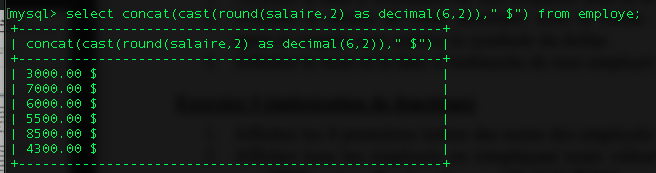 mysql> select concat(cast(round(salaire,2) as decimal(6,2))," $") from employe;
+-----------------------------------------------------+
| concat(cast(round(salaire,2) as decimal(6,2))," $") |
+-----------------------------------------------------+
| 3000.00 $ |
| 7000.00 $ |
| 6000.00 $ |
| 5500.00 $ |
| 8500.00 $ |
| 4300.00 $ |
+-----------------------------------------------------+